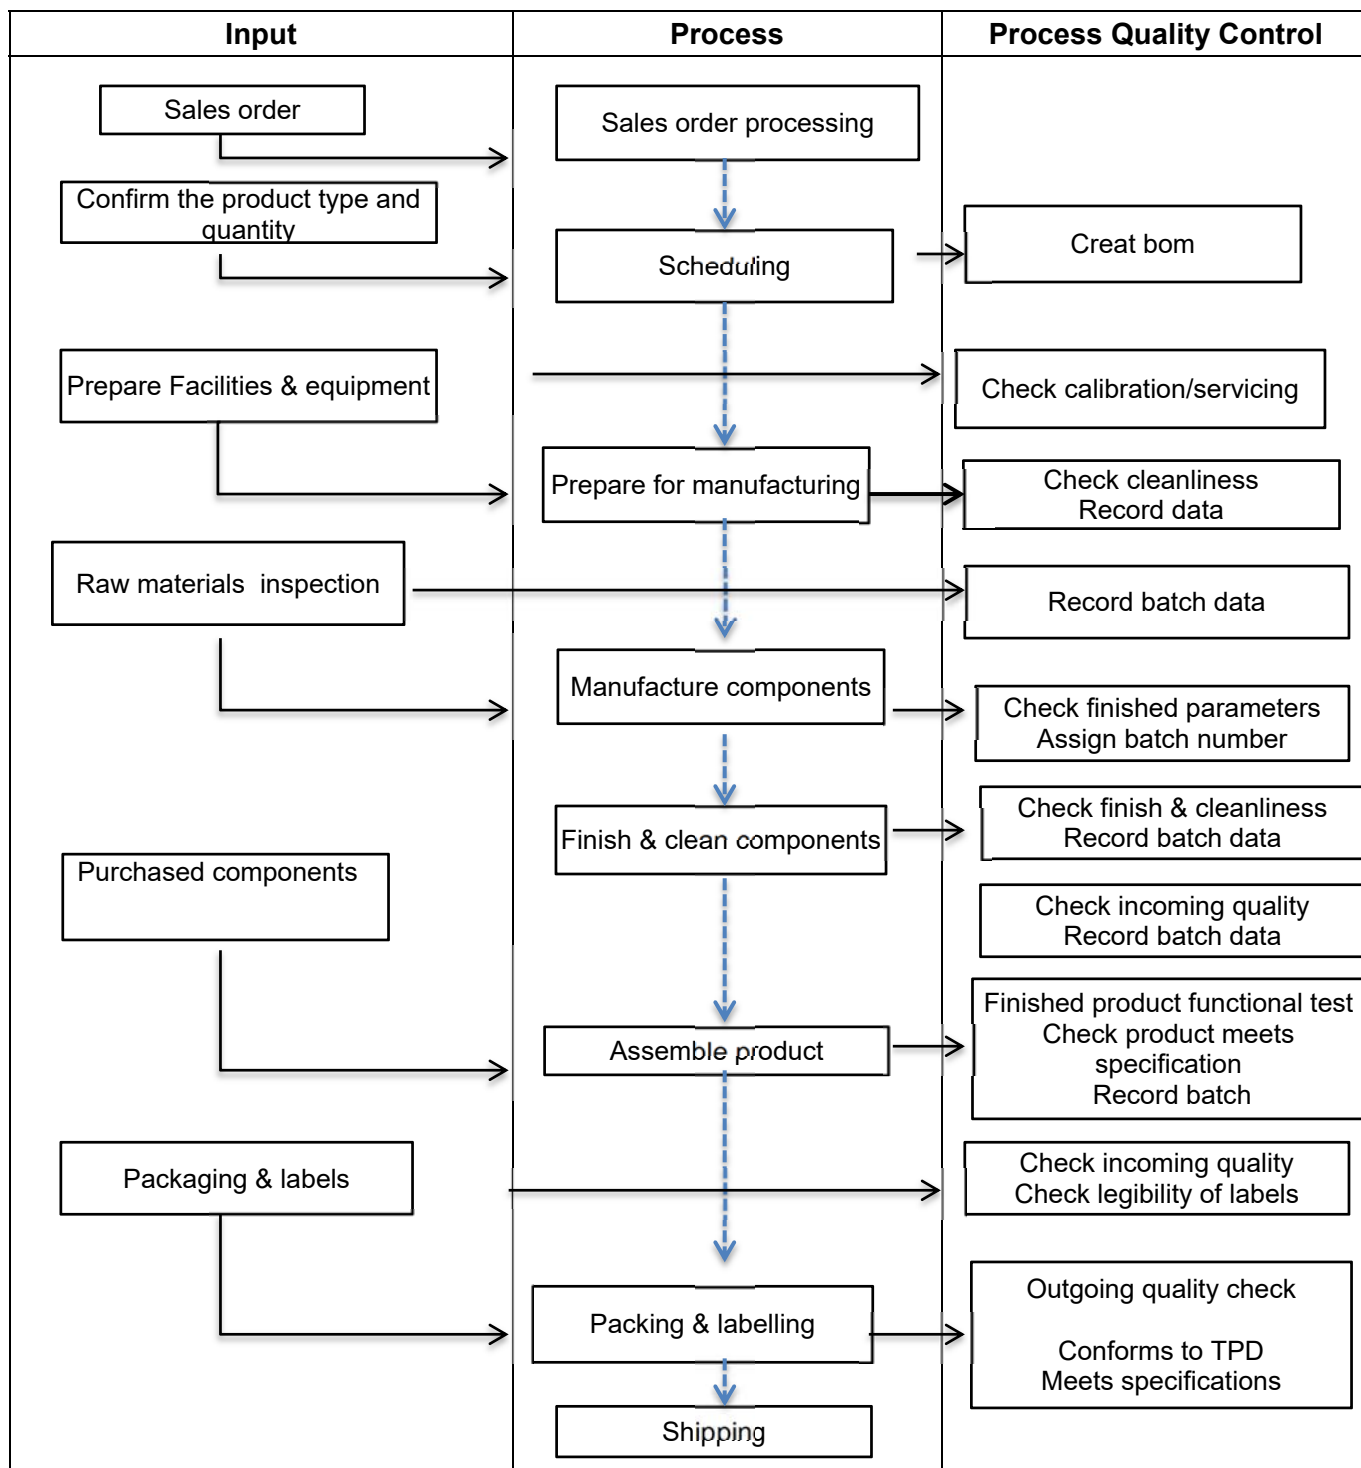 Input
Process
Process Quality Control
Sales order
Sales order processing
Confirm the product type and
quantity
Scheduling
Creat bom
Prepare Facilities & equipment
Check calibration/servicing
Prepare for manufacturing
Check cleanliness
Record data
Raw materials inspection
Record batch data
Manufacture components
Check finished parameters
Assign batch number
Finish & clean components
Check finish & cleanliness
Record batch data
Purchased components
Check incoming quality
Record batch data
Assemble product
Finished product functional test
Check product meets
specification
Record batch
Packaging & labels
Check incoming quality
Check legibility of labels
Packing & labelling
Outgoing quality check
Conforms to TPD
Meets specifications
Shipping